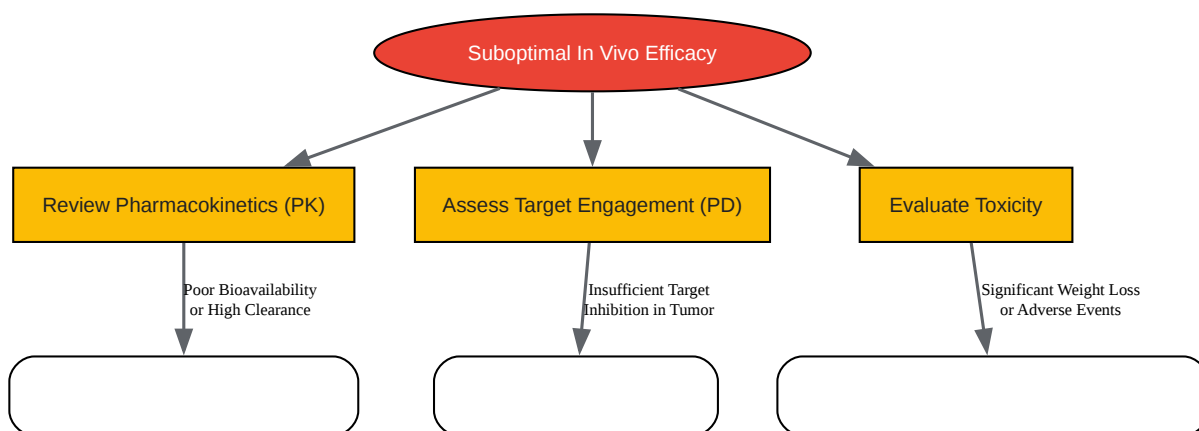 Suboptimal In Vivo Efficacy
Review Pharmacokinetics (PK)
Assess Target Engagement (PD)
Evaluate Toxicity
Poor Bioavailability
or High Clearance
Insufficient Target
Inhibition in Tumor
Significant Weight Loss
or Adverse Events